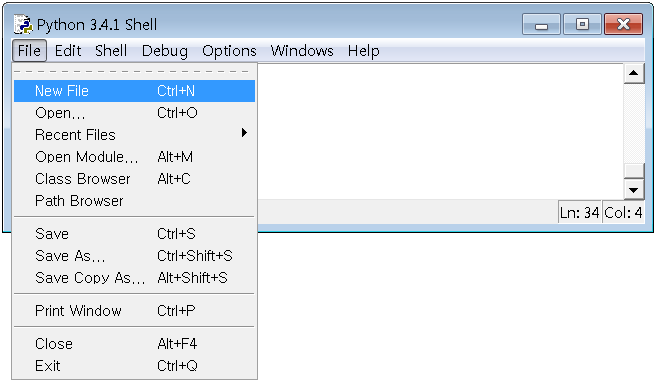 Python 3.4.1 Shell
File Edit Shell Debug Options Windows Help
New File Ctrl+N
Open... Ctrl+O
Recent Files
Open Module... Alt+M
Class Browser Alt+C
Path Browser
Save Ctrl+S
Save As... Ctrl+Shift+S
Save Copy As... Alt+Shift+S
Print Window Ctrl+P
Close Alt+F4
Exit Ctrl+Q
Ln: 34 Col: 4